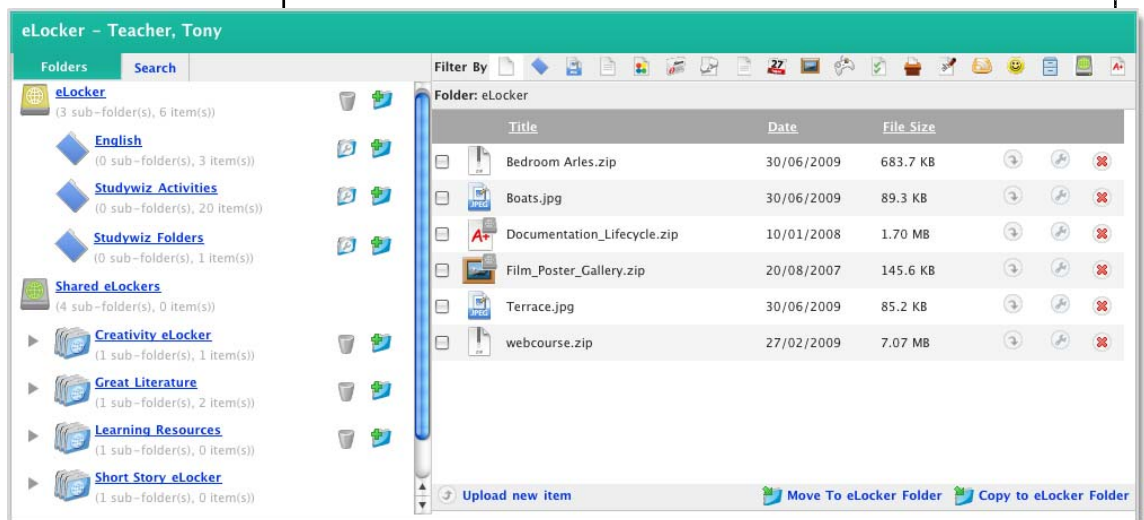 eLocker – Teacher, Tony
Folders Search
eLocker
(3 sub-folder(s), 6 item(s))
English
(0 sub-folder(s), 3 item(s))
Studywiz Activities
(0 sub-folder(s), 20 item(s))
Studywiz Folders
(0 sub-folder(s), 1 item(s))
Shared eLockers
(4 sub-folder(s), 0 item(s))
Creativity eLocker
(1 sub-folder(s), 1 item(s))
Great Literature
(1 sub-folder(s), 2 item(s))
Learning Resources
(1 sub-folder(s), 0 item(s))
Short Story eLocker
(1 sub-folder(s), 0 item(s))
Filter By 27 A+
Folder: eLocker
Title Date File Size
Bedroom Arles.zip 30/06/2009 683.7 KB
JPEG Boats.jpg 30/06/2009 89.3 KB
A+ Documentation_Lifecycle.zip 10/01/2008 1.70 MB
Film_Poster_Gallery.zip 20/08/2007 145.6 KB
JPEG Terrace.jpg 30/06/2009 85.2 KB
webcourse.zip 27/02/2009 7.07 MB
Upload new item Move To eLocker Folder Copy to eLocker Folder